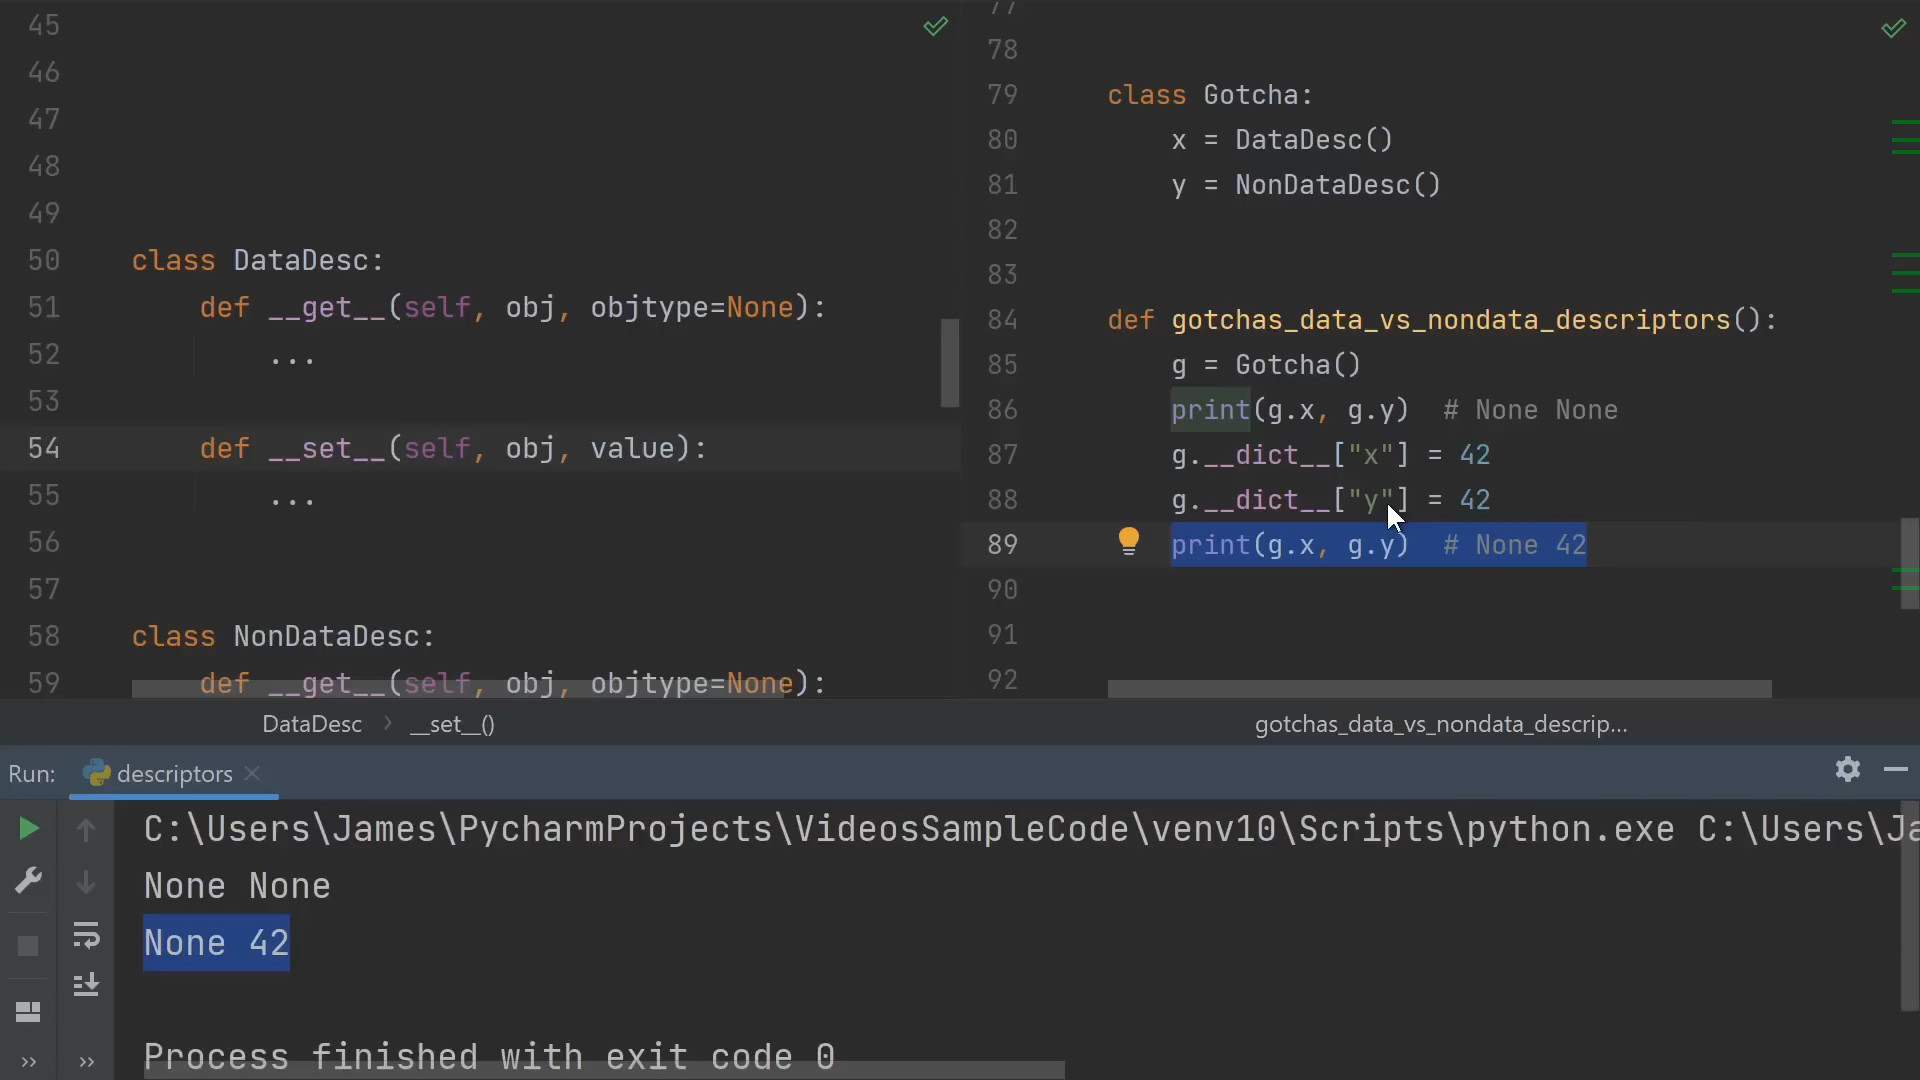 45
46
47
48
49
50 class DataDesc:
51 def __get__(self, obj, objtype=None):
52 ...
53
54 def __set__(self, obj, value):
55 ...
56
57
58 class NonDataDesc:
59 def __get__(self, obj, objtype=None):
DataDesc > __set__()
77
78
79 class Gotcha:
80 x = DataDesc()
81 y = NonDataDesc()
82
83
84 def gotchas_data_vs_nondata_descriptors():
85 g = Gotcha()
86 print(g.x, g.y)  # None None
87 g.__dict__["x"] = 42
88 g.__dict__["y"] = 42
89 print(g.x, g.y)  # None 42
90
91
92
gotchas_data_vs_nondata_descrip...
Run: descriptors
C:\Users\James\PycharmProjects\VideosSampleCode\venv10\Scripts\python.exe C:\Users\Ja
None None
None 42
Process finished with exit code 0